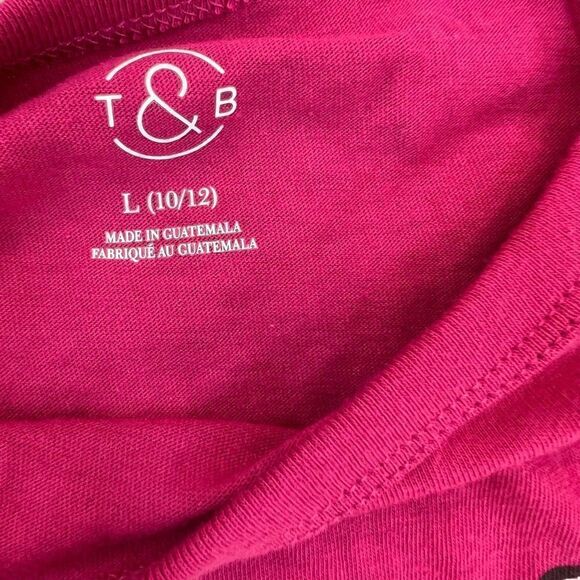 T & B
L (10/12)
MADE IN GUATEMALA
FABRIQUÉ AU GUATEMALA